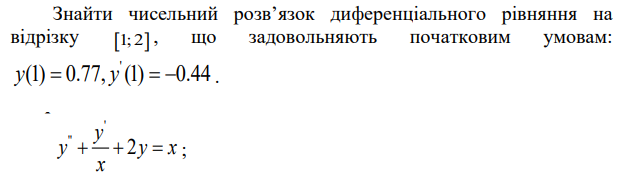 Знайти чисельний розв’язок диференціального рівняння на
відрізку [1;2], що задовольняють початковим умовам:
y(1) = 0.77, y'(1) = −0.44 .
y'' + y'/x + 2y = x ;